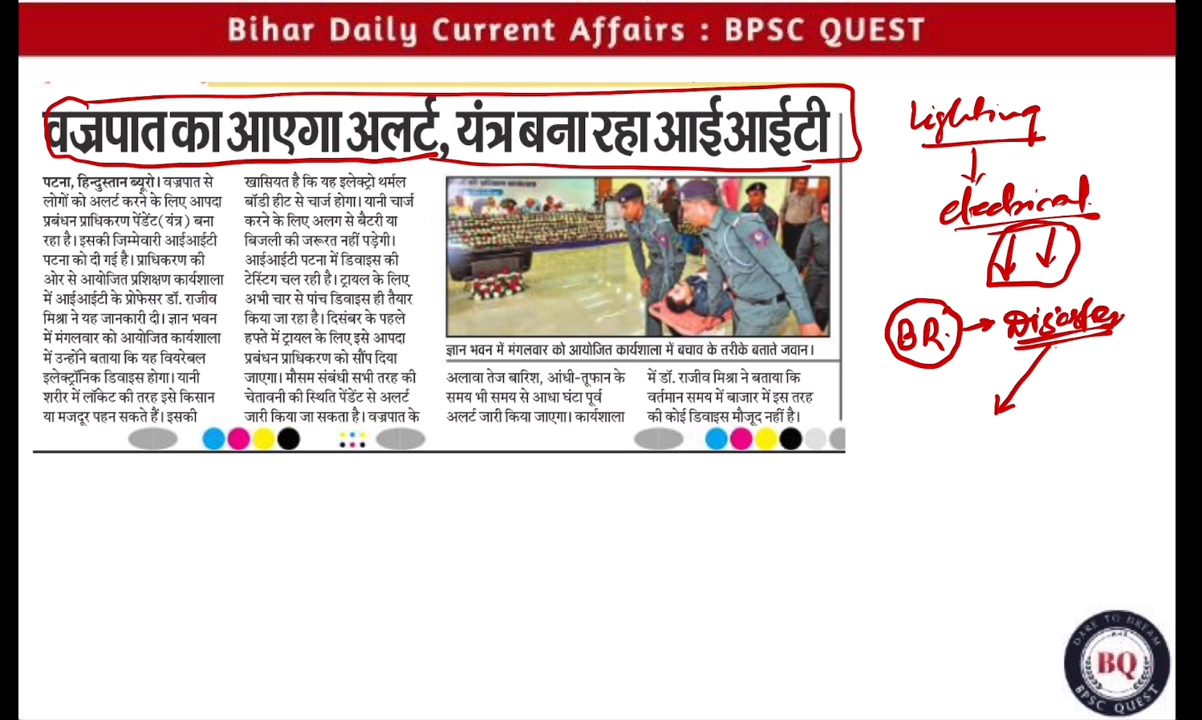 Bihar Daily Current Affairs : BPSC QUEST
वज्रपात का आएगा अलर्ट, यंत्र बना रहा आईआईटी
पटना, हिन्दुस्तान ब्यूरो। वज्रपात से
लोगों को अलर्ट करने के लिए आपदा
प्रबंधन प्राधिकरण पेंडेंट(यंत्र) बना
रहा है। इसकी जिम्मेवारी आईआईटी
पटना को दी गई है। प्राधिकरण की
ओर से आयोजित प्रशिक्षण कार्यशाला
में आईआईटी के प्रोफेसर डॉ. राजीव
मिश्रा ने यह जानकारी दी। ज्ञान भवन
में मंगलवार को आयोजित कार्यशाला
में उन्होंने बताया कि यह वियरेबल
इलेक्ट्रॉनिक डिवाइस होगा। यानी
शरीर में लॉकेट की तरह इसे किसान
या मजदूर पहन सकते हैं। इसकी
खासियत है कि यह इलेक्ट्रो थर्मल
बॉडी हीट से चार्ज होगा। यानी चार्ज
करने के लिए अलग से बैटरी या
बिजली की जरूरत नहीं पड़ेगी।
आईआईटी पटना में डिवाइस की
टेस्टिंग चल रही है। ट्रायल के लिए
अभी चार से पांच डिवाइस ही तैयार
किया जा रहा है। दिसंबर के पहले
हफ्ते में ट्रायल के लिए इसे आपदा
प्रबंधन प्राधिकरण को सौंप दिया
जाएगा। मौसम संबंधी सभी तरह की
चेतावनी की स्थिति पेंडेंट से अलर्ट
जारी किया जा सकता है। वज्रपात के
ज्ञान भवन में मंगलवार को आयोजित कार्यशाला में बचाव के तरीके बताते जवान।
अलावा तेज बारिश, आंधी-तूफान के
समय भी समय से आधा घंटा पूर्व
अलर्ट जारी किया जाएगा। कार्यशाला
में डॉ. राजीव मिश्रा ने बताया कि
वर्तमान समय में बाजार में इस तरह
की कोई डिवाइस मौजूद नहीं है।
Lighting
electrical
BR.
Disaster
DARE TO DREAM
BQ
BPSC QUEST